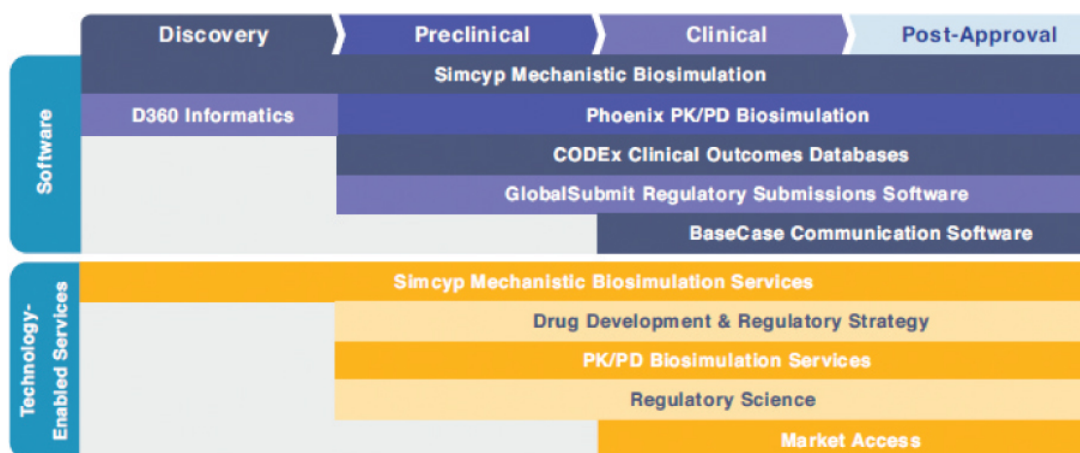 Discovery
Preclinical
Clinical
Post-Approval
Software
Simcyp Mechanistic Biosimulation
D360 Informatics
Phoenix PK/PD Biosimulation
CODEx Clinical Outcomes Databases
GlobalSubmit Regulatory Submissions Software
BaseCase Communication Software
Technology-
Enabled Services
Simcyp Mechanistic Biosimulation Services
Drug Development & Regulatory Strategy
PK/PD Biosimulation Services
Regulatory Science
Market Access